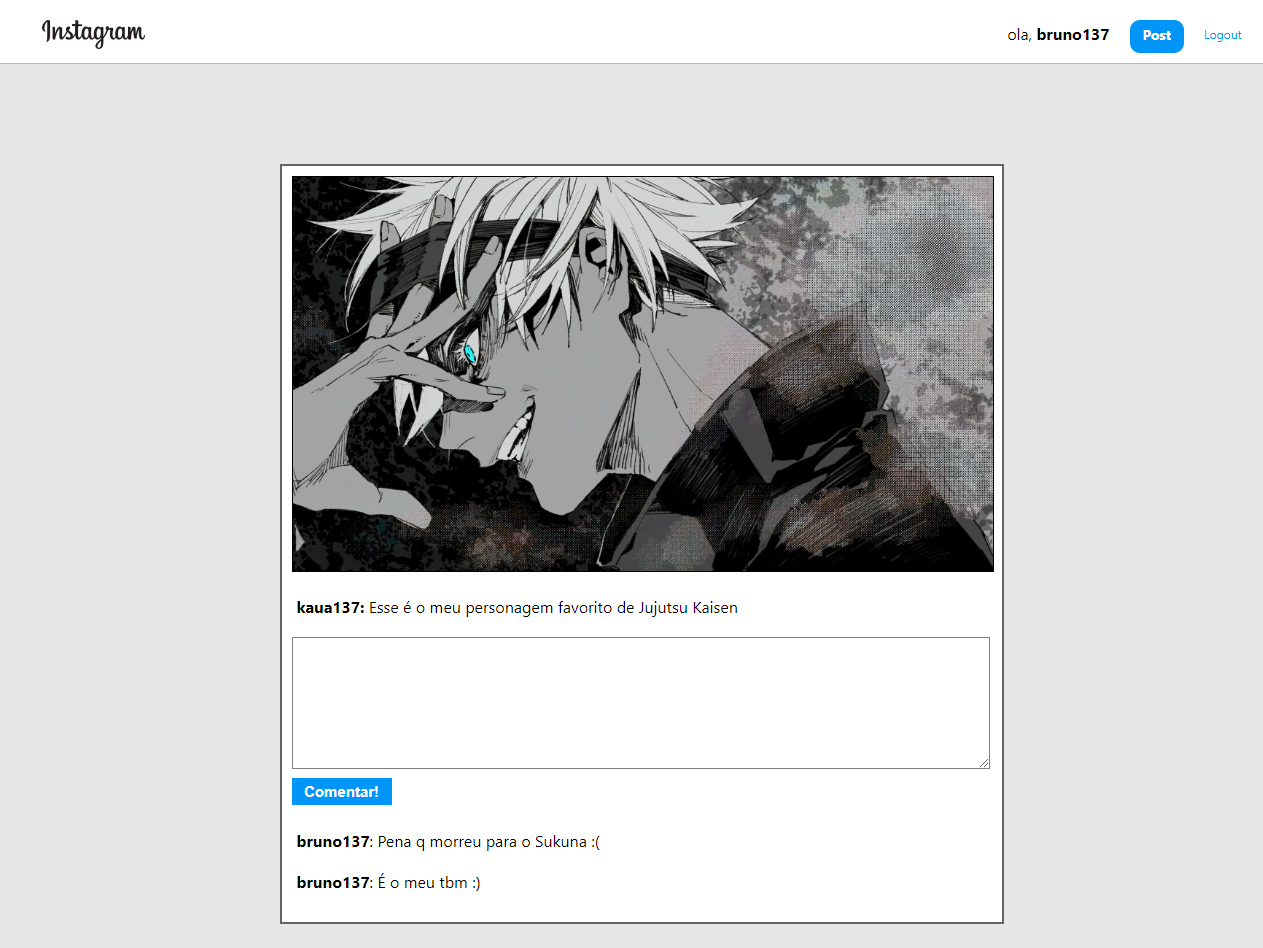 Instagram
ola, bruno137 Post Logout
kaua137: Esse é o meu personagem favorito de Jujutsu Kaisen
Comentar!
bruno137: Pena q morreu para o Sukuna :(
bruno137: É o meu tbm :)